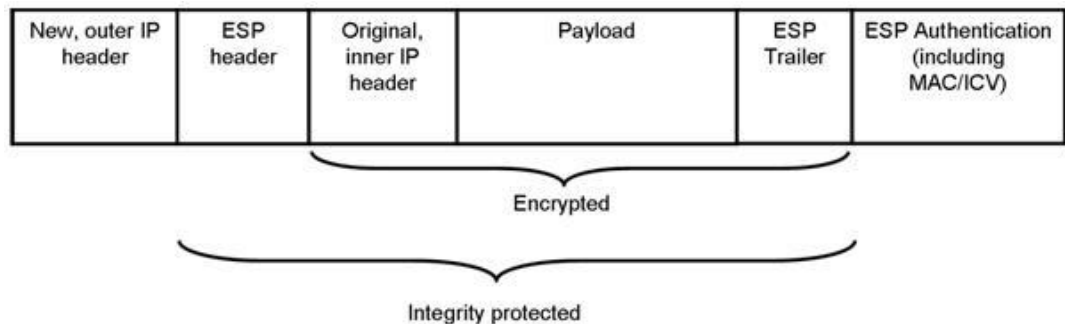 New, outer IP
header
ESP
header
Original,
inner IP
header
Payload
ESP
Trailer
ESP Authentication
(including
MAC/ICV)
Encrypted
Integrity protected